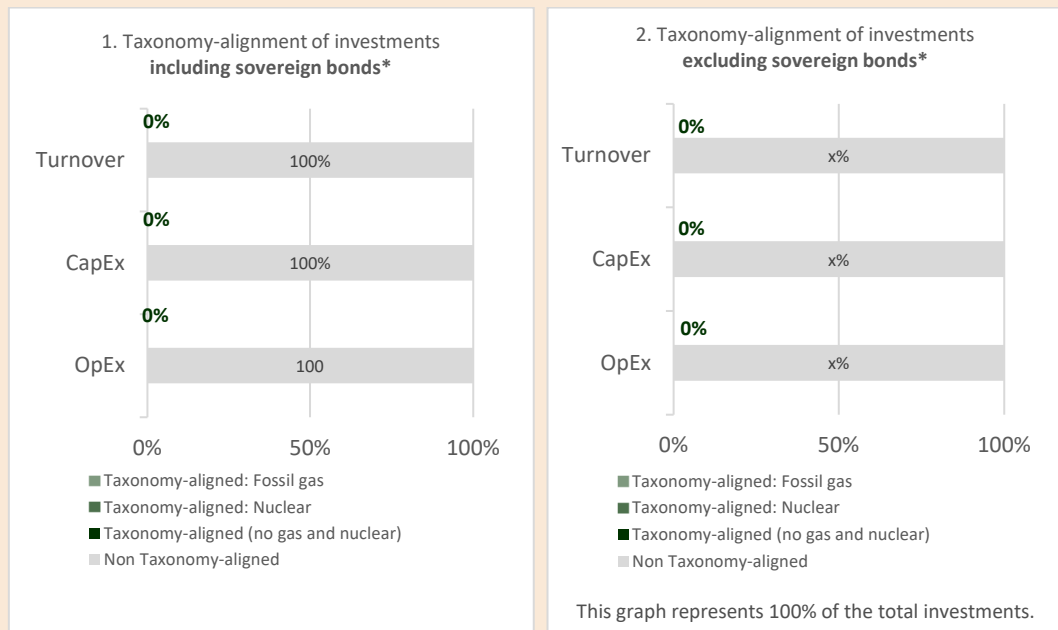 1. Taxonomy-alignment of investments
including sovereign bonds*
0%
Turnover
100%
0%
CapEx
100%
0%
OpEx
100
0%
50%
100%
Taxonomy-aligned: Fossil gas
Taxonomy-aligned: Nuclear
Taxonomy-aligned (no gas and nuclear)
Non Taxonomy-aligned
2. Taxonomy-alignment of investments
excluding sovereign bonds*
0%
Turnover
x%
0%
CapEx
x%
0%
OpEx
x%
0%
50%
100%
Taxonomy-aligned: Fossil gas
Taxonomy-aligned: Nuclear
Taxonomy-aligned (no gas and nuclear)
Non Taxonomy-aligned
This graph represents 100% of the total investments.